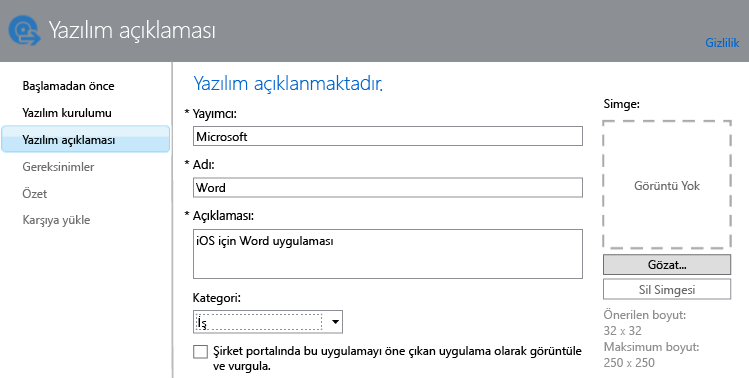 Yazılım açıklaması
Gizlilik
Başlamadan önce
Yazılım kurulumu
Yazılım açıklaması
Gereksinimler
Özet
Karşıya yükle
Yazılım açıklanmaktadır.
* Yayımcı:
Microsoft
* Adı:
Word
* Açıklaması:
iOS için Word uygulaması
Kategori:
İş
Şirket portalında bu uygulamayı öne çıkan uygulama olarak görüntüle
ve vurgula.
Simge:
Görüntü Yok
Gözat...
Sil Simgesi
Önerilen boyut:
32 x 32
Maksimum boyut:
250 x 250